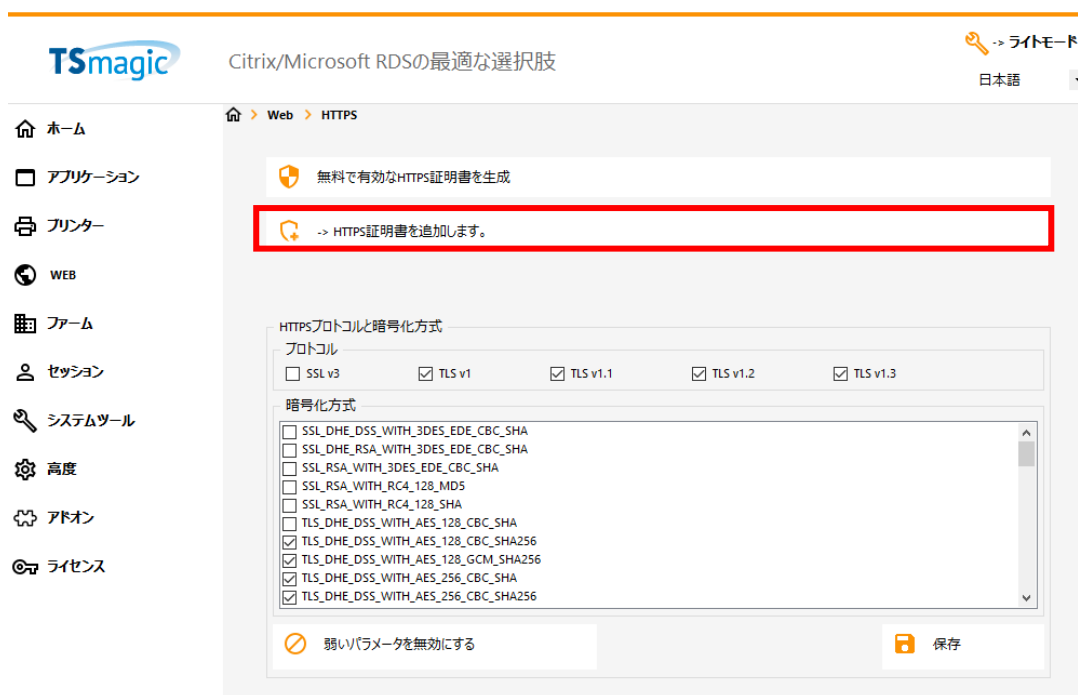 TSmagic
Citrix/Microsoft RDSの最適な選択肢
-> ライトモード
日本語
Web > HTTPS
ホーム
アプリケーション
プリンター
WEB
ファーム
セッション
システムツール
高度
アドオン
ライセンス
無料で有効なHTTPS証明書を生成
-> HTTPS証明書を追加します。
HTTPSプロトコルと暗号化方式
プロトコル
SSL v3 TLS v1 TLS v1.1 TLS v1.2 TLS v1.3
暗号化方式
SSL_DHE_DSS_WITH_3DES_EDE_CBC_SHA
SSL_DHE_RSA_WITH_3DES_EDE_CBC_SHA
SSL_RSA_WITH_3DES_EDE_CBC_SHA
SSL_RSA_WITH_RC4_128_MD5
SSL_RSA_WITH_RC4_128_SHA
TLS_DHE_DSS_WITH_AES_128_CBC_SHA
TLS_DHE_DSS_WITH_AES_128_CBC_SHA256
TLS_DHE_DSS_WITH_AES_128_GCM_SHA256
TLS_DHE_DSS_WITH_AES_256_CBC_SHA
TLS_DHE_DSS_WITH_AES_256_CBC_SHA256
弱いパラメータを無効にする
保存